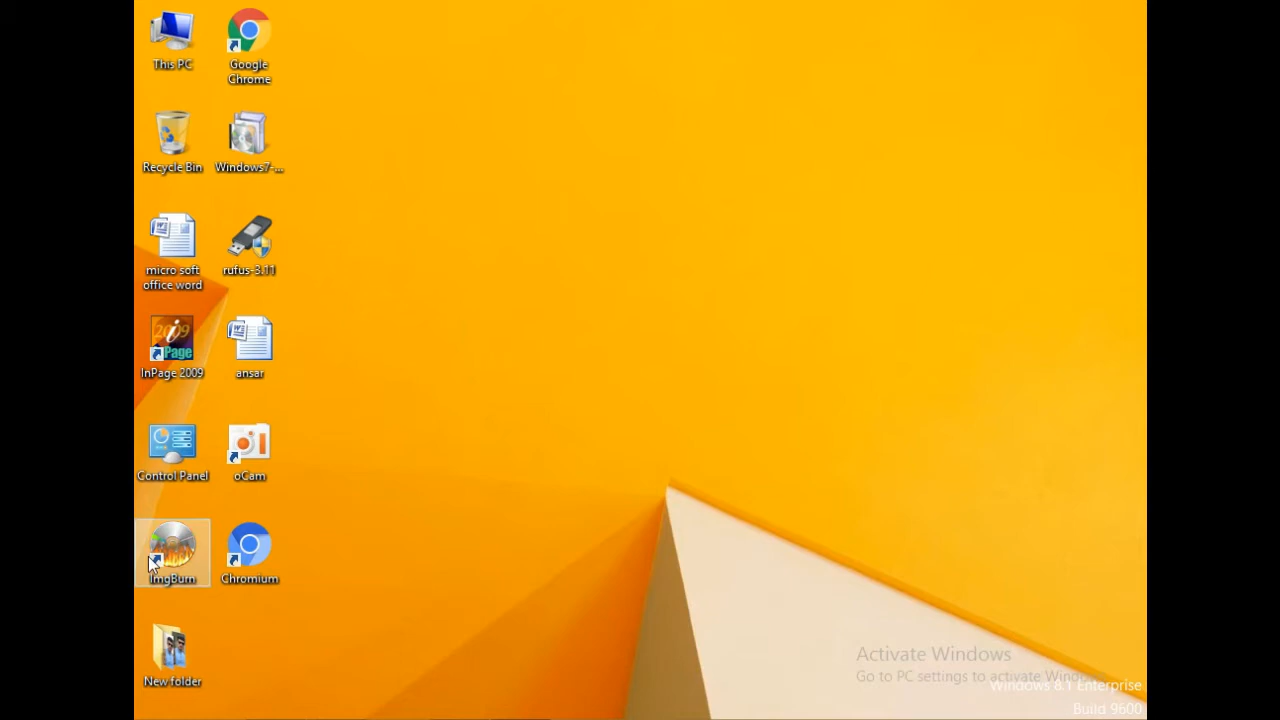 This PC
Google
Chrome
Recycle Bin
Windows7-...
micro soft
office word
rufus-3.11
2009
i
Page
InPage 2009
ansar
Control Panel
oCam
ImgBurn
Chromium
New folder
Activate Windows
Go to PC settings to activate Windows
Windows 8.1 Enterprise
Build 9600